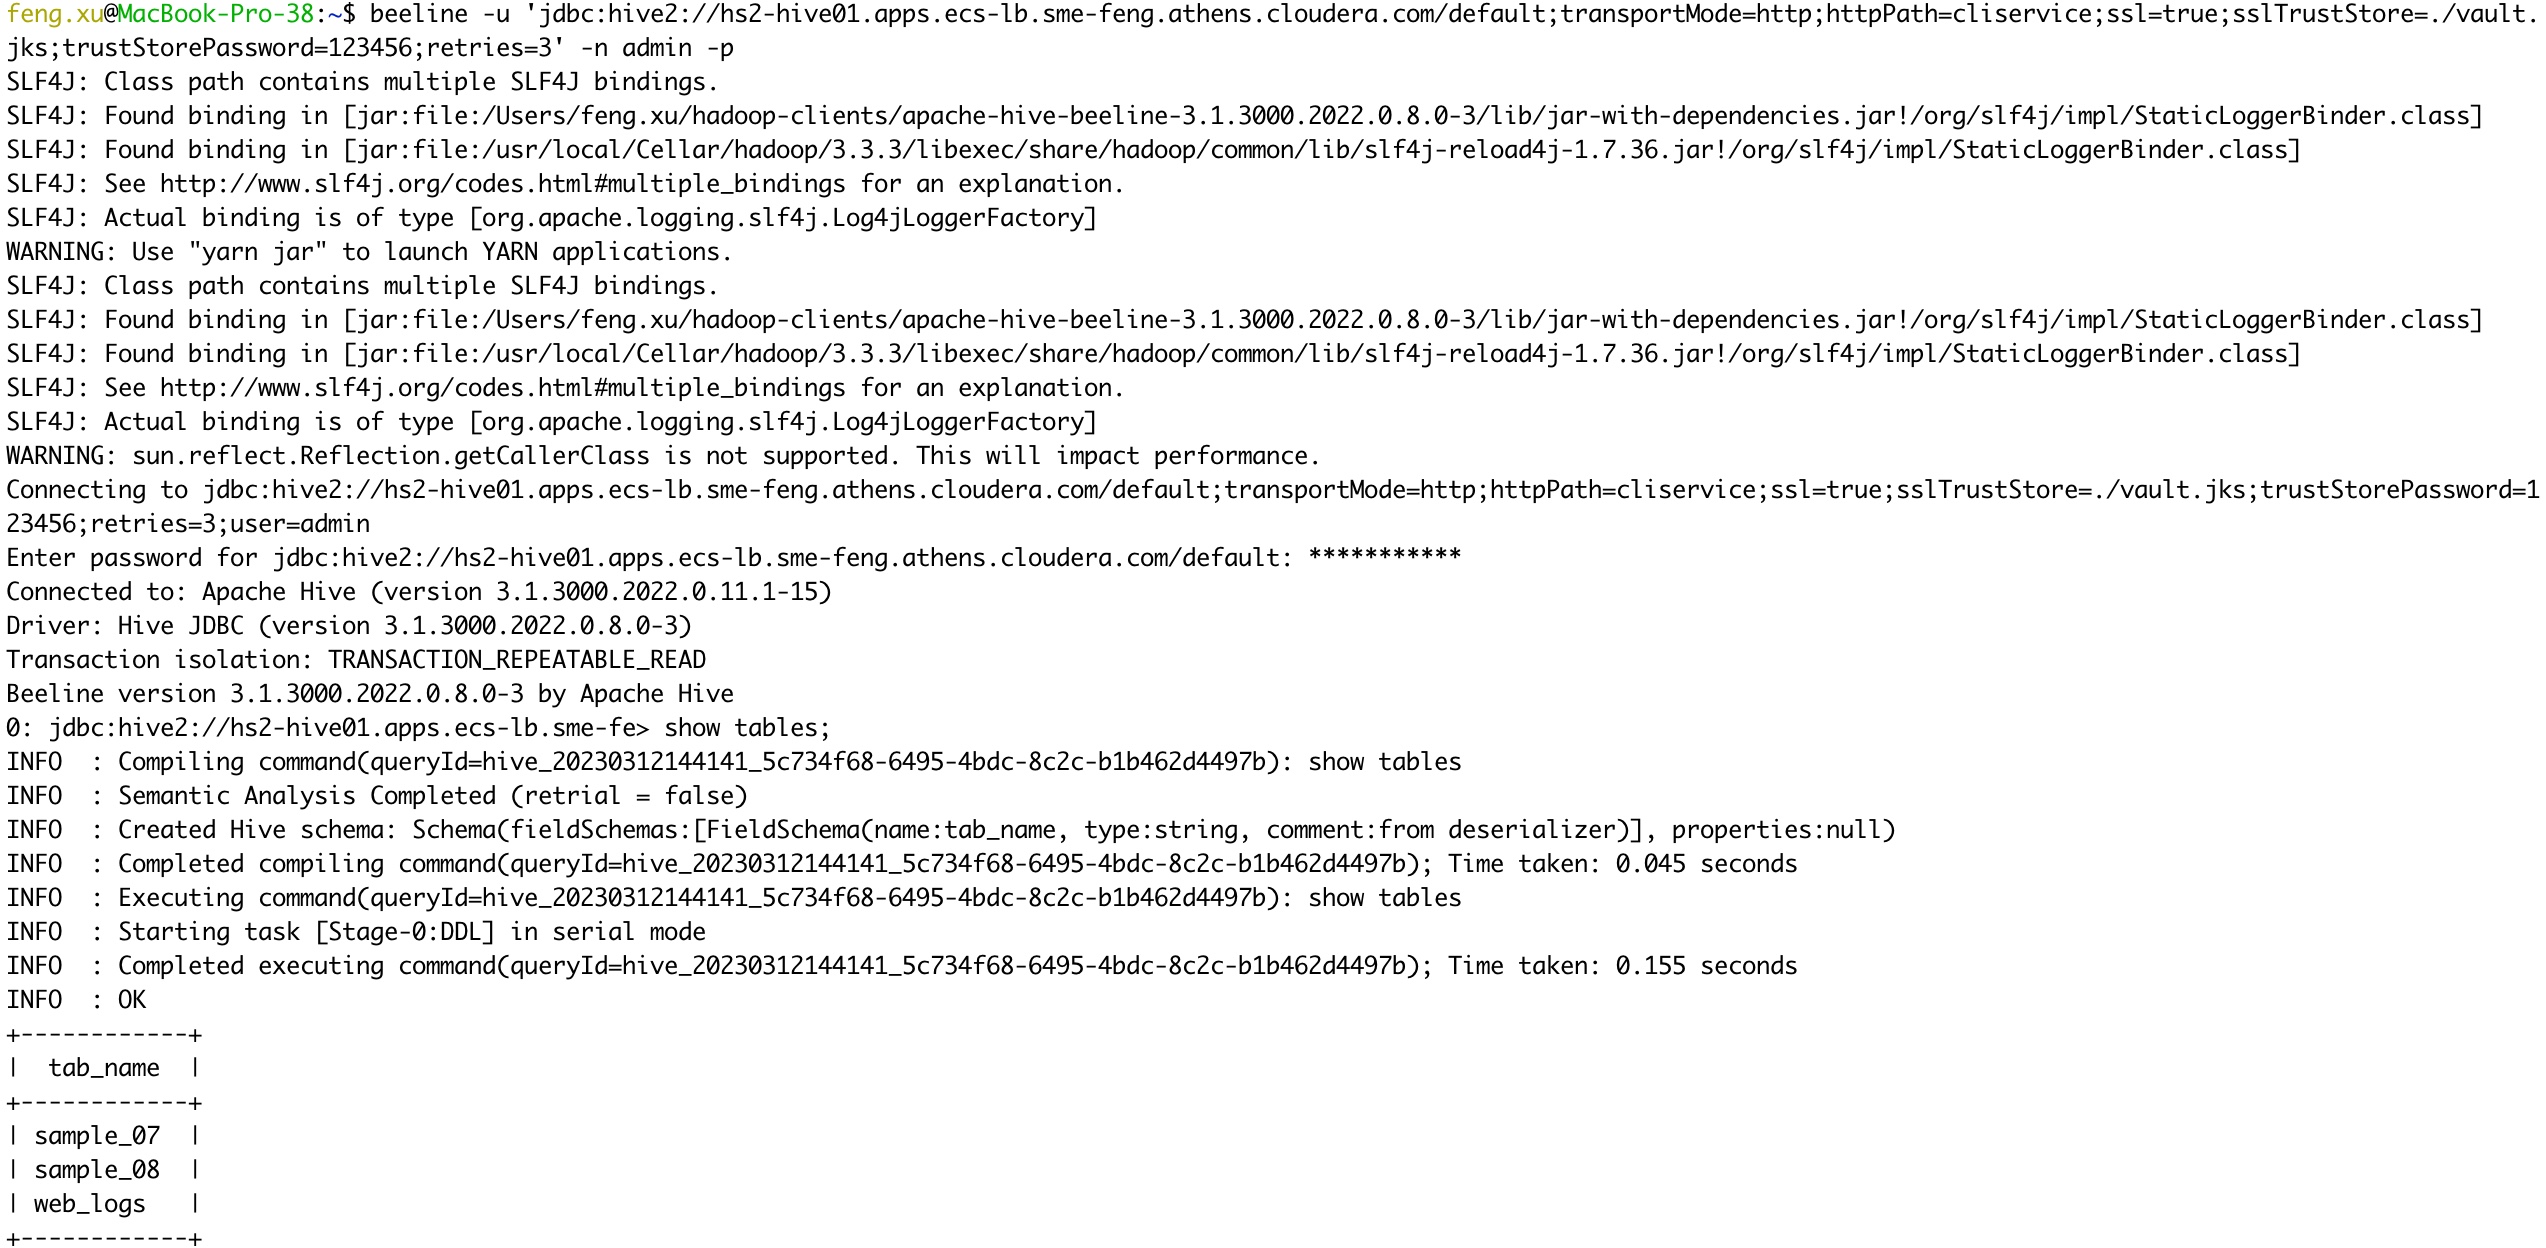 feng.xu@MacBook-Pro-38:~$ beeline -u 'jdbc:hive2://hs2-hive01.apps.ecs-lb.sme-feng.athens.cloudera.com/default;transportMode=http;httpPath=cliservice;ssl=true;sslTrustStore=./vault.
jks;trustStorePassword=123456;retries=3' -n admin -p
SLF4J: Class path contains multiple SLF4J bindings.
SLF4J: Found binding in [jar:file:/Users/feng.xu/hadoop-clients/apache-hive-beeline-3.1.3000.2022.0.8.0-3/lib/jar-with-dependencies.jar!/org/slf4j/impl/StaticLoggerBinder.class]
SLF4J: Found binding in [jar:file:/usr/local/Cellar/hadoop/3.3.3/libexec/share/hadoop/common/lib/slf4j-reload4j-1.7.36.jar!/org/slf4j/impl/StaticLoggerBinder.class]
SLF4J: See http://www.slf4j.org/codes.html#multiple_bindings for an explanation.
SLF4J: Actual binding is of type [org.apache.logging.slf4j.Log4jLoggerFactory]
WARNING: Use "yarn jar" to launch YARN applications.
SLF4J: Class path contains multiple SLF4J bindings.
SLF4J: Found binding in [jar:file:/Users/feng.xu/hadoop-clients/apache-hive-beeline-3.1.3000.2022.0.8.0-3/lib/jar-with-dependencies.jar!/org/slf4j/impl/StaticLoggerBinder.class]
SLF4J: Found binding in [jar:file:/usr/local/Cellar/hadoop/3.3.3/libexec/share/hadoop/common/lib/slf4j-reload4j-1.7.36.jar!/org/slf4j/impl/StaticLoggerBinder.class]
SLF4J: See http://www.slf4j.org/codes.html#multiple_bindings for an explanation.
SLF4J: Actual binding is of type [org.apache.logging.slf4j.Log4jLoggerFactory]
WARNING: sun.reflect.Reflection.getCallerClass is not supported. This will impact performance.
Connecting to jdbc:hive2://hs2-hive01.apps.ecs-lb.sme-feng.athens.cloudera.com/default;transportMode=http;httpPath=cliservice;ssl=true;sslTrustStore=./vault.jks;trustStorePassword=1
23456;retries=3;user=admin
Enter password for jdbc:hive2://hs2-hive01.apps.ecs-lb.sme-feng.athens.cloudera.com/default: ***********
Connected to: Apache Hive (version 3.1.3000.2022.0.11.1-15)
Driver: Hive JDBC (version 3.1.3000.2022.0.8.0-3)
Transaction isolation: TRANSACTION_REPEATABLE_READ
Beeline version 3.1.3000.2022.0.8.0-3 by Apache Hive
0: jdbc:hive2://hs2-hive01.apps.ecs-lb.sme-fe> show tables;
INFO  : Compiling command(queryId=hive_20230312144141_5c734f68-6495-4bdc-8c2c-b1b462d4497b): show tables
INFO  : Semantic Analysis Completed (retrial = false)
INFO  : Created Hive schema: Schema(fieldSchemas:[FieldSchema(name:tab_name, type:string, comment:from deserializer)], properties:null)
INFO  : Completed compiling command(queryId=hive_20230312144141_5c734f68-6495-4bdc-8c2c-b1b462d4497b); Time taken: 0.045 seconds
INFO  : Executing command(queryId=hive_20230312144141_5c734f68-6495-4bdc-8c2c-b1b462d4497b): show tables
INFO  : Starting task [Stage-0:DDL] in serial mode
INFO  : Completed executing command(queryId=hive_20230312144141_5c734f68-6495-4bdc-8c2c-b1b462d4497b); Time taken: 0.155 seconds
INFO  : OK
+------------+
|  tab_name  |
+------------+
| sample_07  |
| sample_08  |
| web_logs   |
+------------+